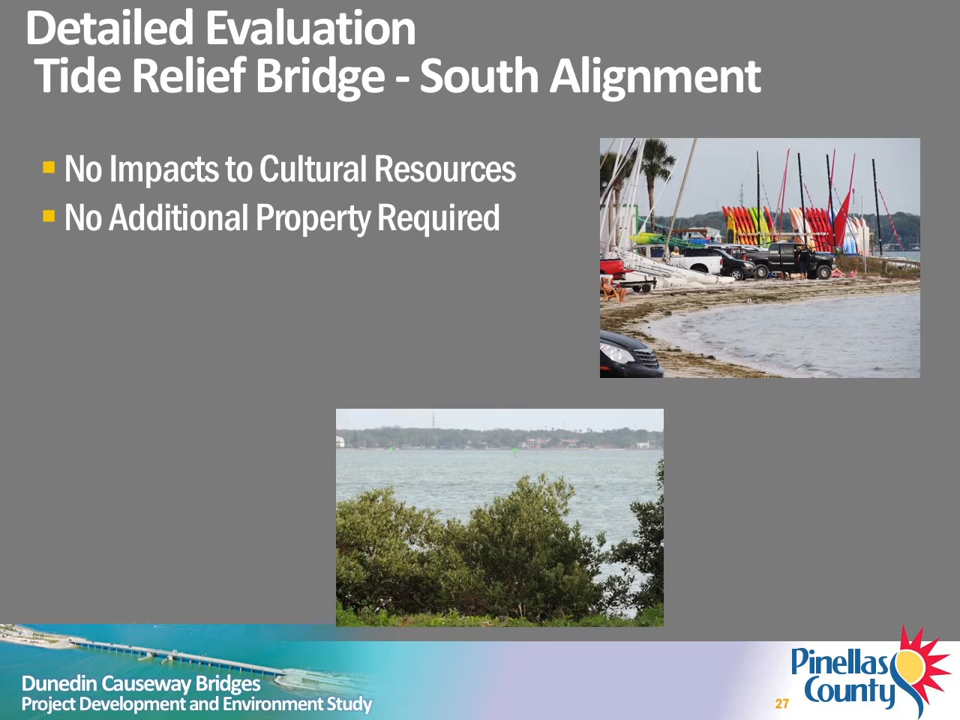 Detailed Evaluation
Tide Relief Bridge - South Alignment
No Impacts to Cultural Resources
No Additional Property Required
Dunedin Causeway Bridges
Project Development and Environment Study
27
Pinellas
County